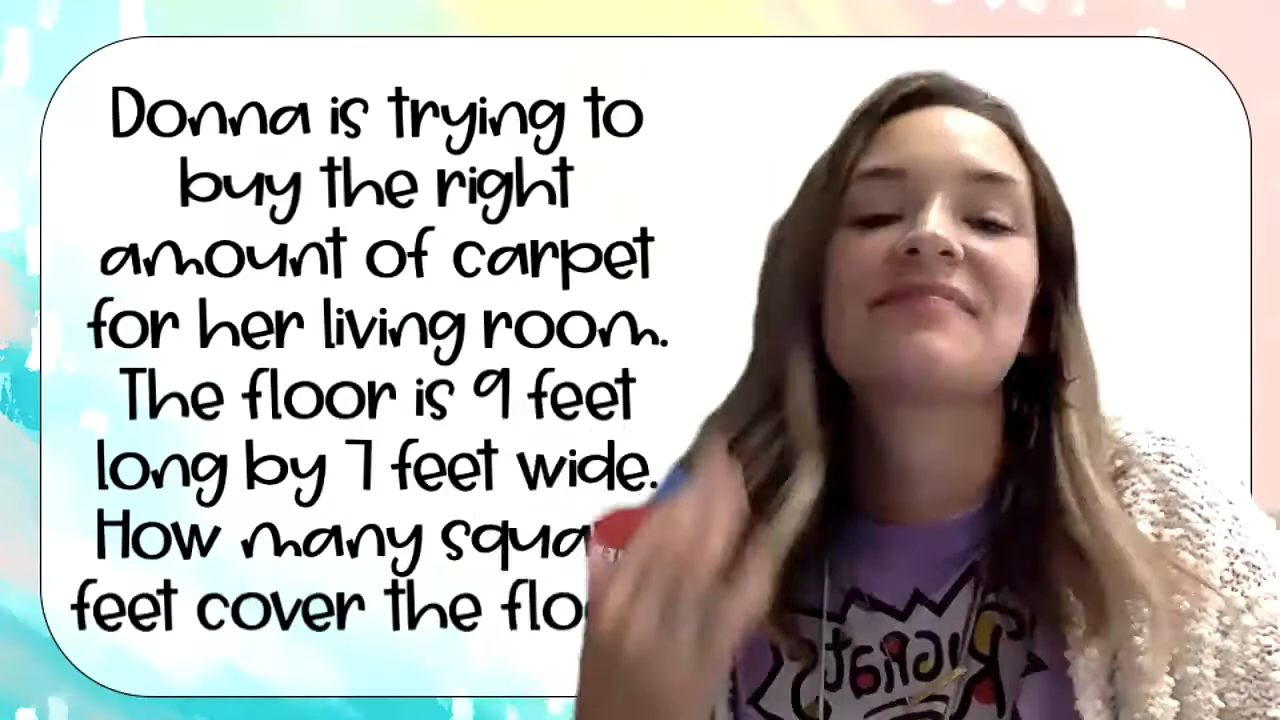 Donna is trying to
buy the right
amount of carpet
for her living room.
The floor is 9 feet
long by 7 feet wide.
How many
feet cover the
Rugrats